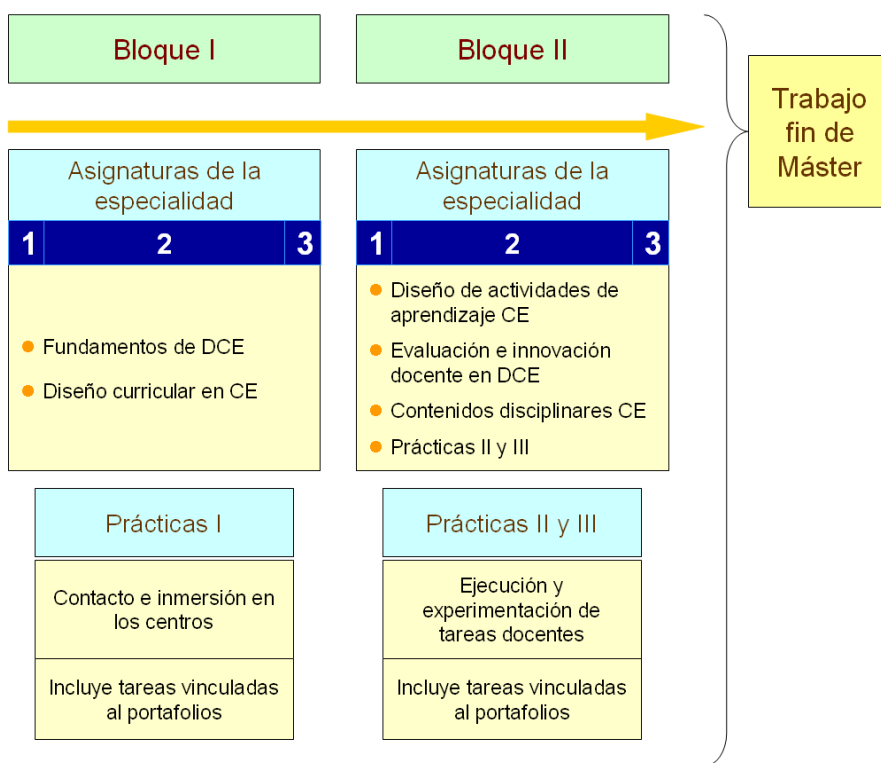 Bloque I
Bloque II
Trabajo
fin de
Máster
Asignaturas de la
especialidad
1 2 3
Fundamentos de DCE
Diseño curricular en CE
Asignaturas de la
especialidad
1 2 3
Diseño de actividades de
aprendizaje CE
Evaluación e innovación
docente en DCE
Contenidos disciplinares CE
Prácticas II y III
Prácticas I
Contacto e inmersión en
los centros
Incluye tareas vinculadas
al portafolios
Prácticas II y III
Ejecución y
experimentación de
tareas docentes
Incluye tareas vinculadas
al portafolios